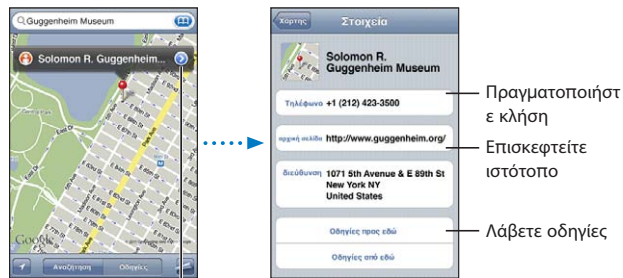 Guggenheim Museum
Solomon R. Guggenheim...
Google
Αναζήτηση
Οδηγίες
Χάρτης
Στοιχεία
Solomon R.
Guggenheim Museum
Τηλέφωνο +1 (212) 423-3500
αρχική σελίδα http://www.guggenheim.org/
διεύθυνση 1071 5th Avenue & E 89th St
New York NY
United States
Οδηγίες προς εδώ
Οδηγίες από εδώ
Πραγματοποιήστ
ε κλήση
Επισκεφτείτε
ιστότοπο
Λάβετε οδηγίες